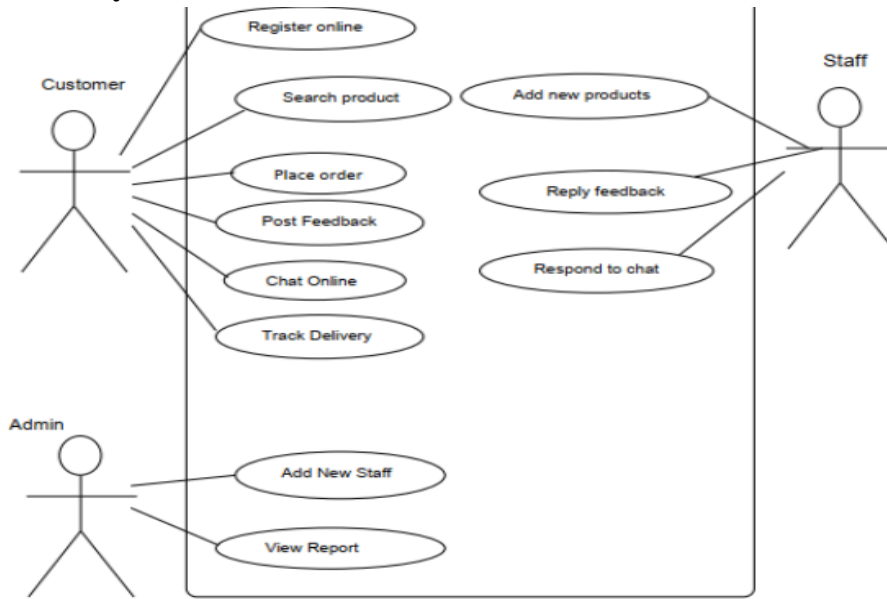 Register online
Customer
Staff
Search product
Add new products
Place order
Reply feedback
Post Feedback
Respond to chat
Chat Online
Track Delivery
Admin
Add New Staff
View Report